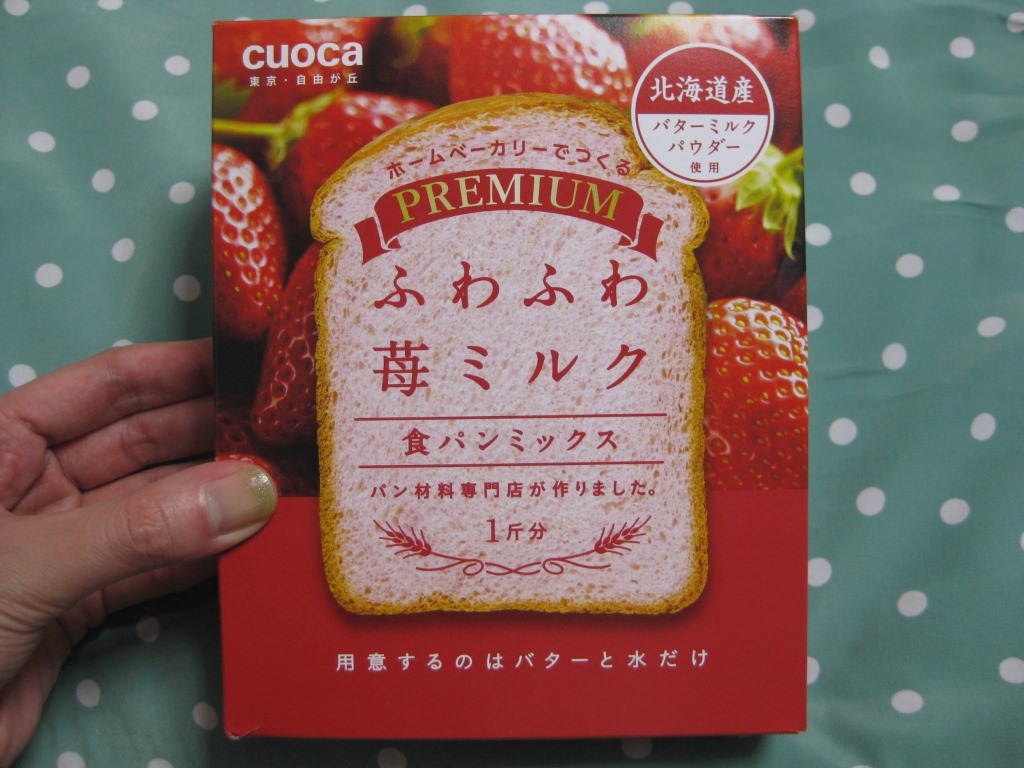 cuoca
東京・自由が丘
北海道産
バターミルク
パウダー
使用
ホームベーカリーでつくる
PREMIUM
ふわふわ
苺ミルク
食パンミックス
パン材料専門店が作りました。
1斤分
用意するのはバターと水だけ